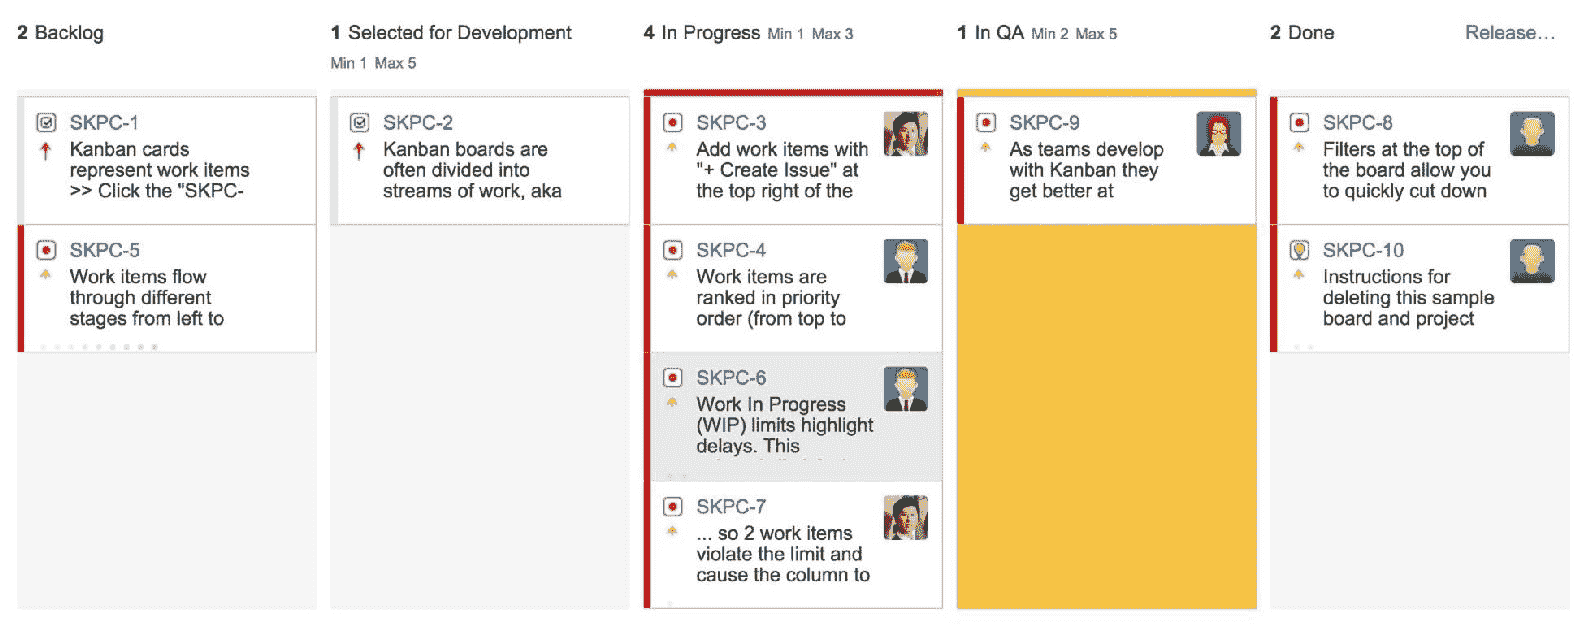 2 Backlog
1 Selected for Development
Min 1 Max 5
4 In Progress Min 1 Max 3
1 In QA Min 2 Max 5
2 Done
Release...
SKPC-1
Kanban cards
represent work items
>> Click the "SKPC-
SKPC-5
Work items flow
through different
stages from left to
SKPC-2
Kanban boards are
often divided into
streams of work, aka
SKPC-3
Add work items with
"+ Create Issue" at
the top right of the
SKPC-4
Work items are
ranked in priority
order (from top to
SKPC-6
Work In Progress
(WIP) limits highlight
delays. This
SKPC-7
... so 2 work items
violate the limit and
cause the column to
SKPC-9
As teams develop
with Kanban they
get better at
SKPC-8
Filters at the top of
the board allow you
to quickly cut down
SKPC-10
Instructions for
deleting this sample
board and project